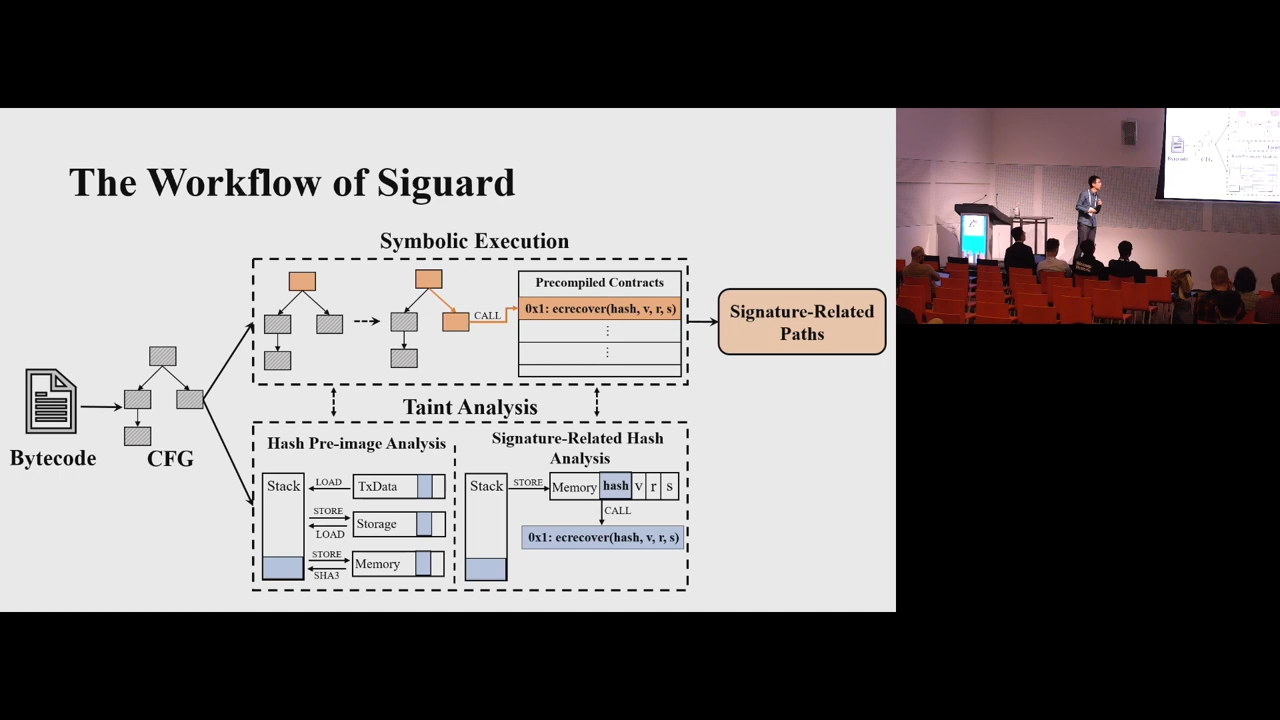 The Workflow of Siguard
Symbolic Execution
Precompiled Contracts
0x1: ecrecover(hash, v, r, s)
CALL
Signature-Related
Paths
Bytecode
CFG
Taint Analysis
Hash Pre-image Analysis
Stack
LOAD
TxData
STORE
LOAD
Storage
STORE
SHA3
Memory
Signature-Related Hash
Analysis
Stack
STORE
Memory hash v r s
CALL
0x1: ecrecover(hash, v, r, s)
Bytecode
CFG